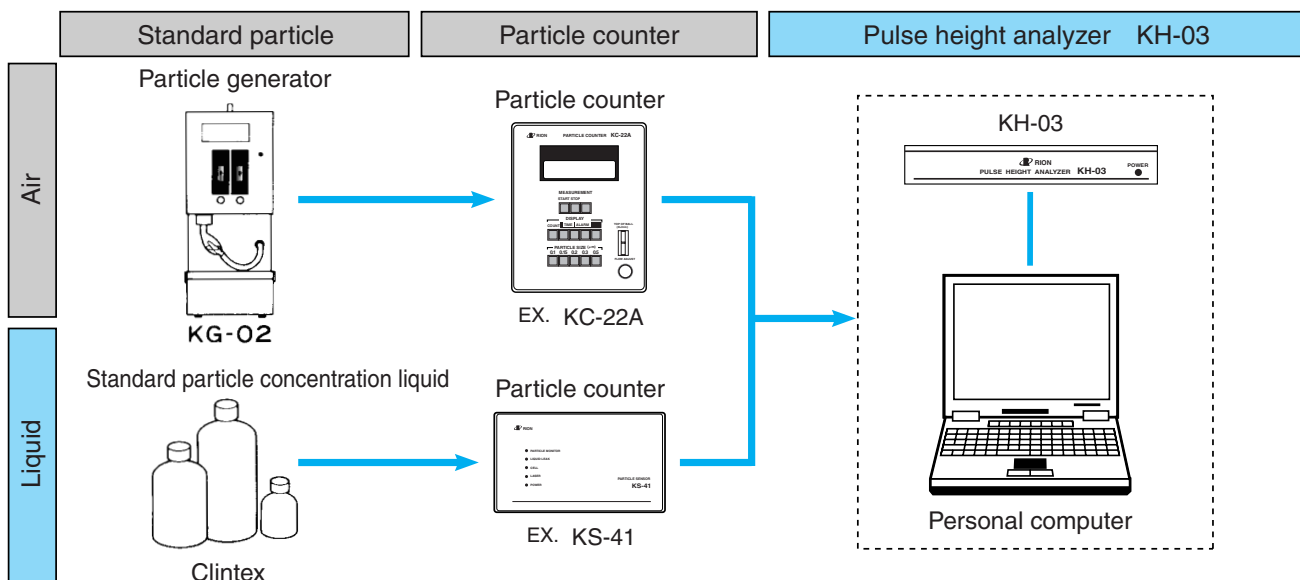 Standard particle
Particle counter
Pulse height analyzer KH-03
Air
Particle generator
KG-02
Particle counter
RION PARTICLE COUNTER KC-22A
MEASUREMENT
START STOP
DISPLAY
COUNT TIME ALARM
PARTICLE SIZE (μm)
0.1 0.15 0.2 0.3 0.5
FLOW ADJUST
EX. KC-22A
KH-03
RION
PULSE HEIGHT ANALYZER KH-03
POWER
Liquid
Standard particle concentration liquid
Clintex
Particle counter
RION
PARTICLE MONITOR
LIQUID LEAK
CELL
LASER
POWER
PARTICLE SENSOR
KS-41
EX. KS-41
Personal computer